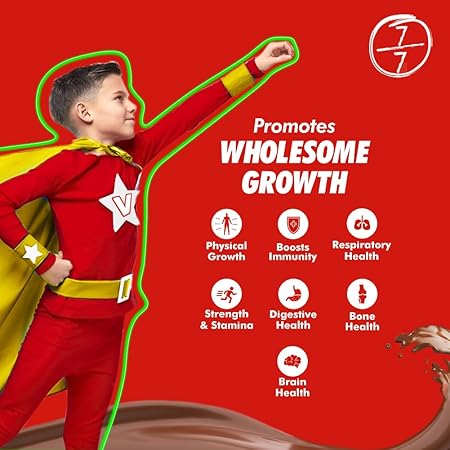 7
7
Promotes
WHOLESOME
GROWTH
Physical
Growth
Boosts
Immunity
Respiratory
Health
Strength
& Stamina
Digestive
Health
Bone
Health
Brain
Health
V